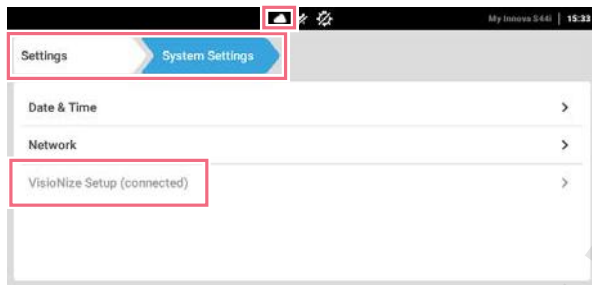 My Innova S44i | 15:33
Settings System Settings
Date & Time
Network
VisioNize Setup (connected)